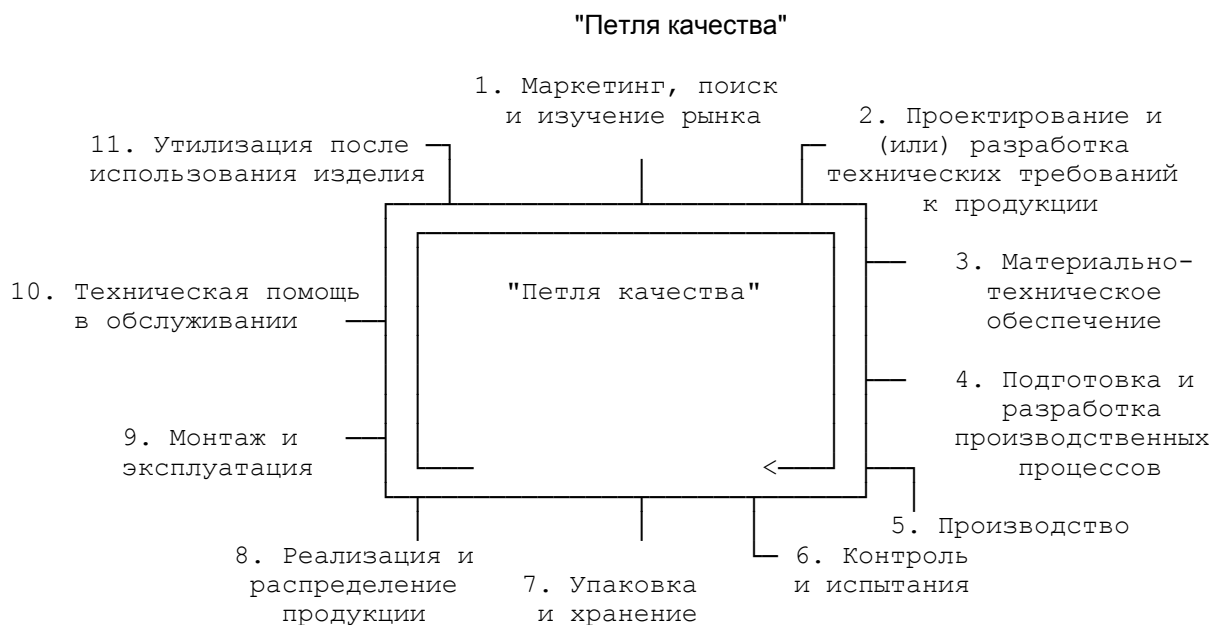 "Петля качества"
1. Маркетинг, поиск
и изучение рынка
2. Проектирование и
(или) разработка
технических требований
к продукции
3. Материально-
техническое
обеспечение
4. Подготовка и
разработка
производственных
процессов
5. Производство
6. Контроль
и испытания
7. Упаковка
и хранение
8. Реализация и
распределение
продукции
9. Монтаж и
эксплуатация
10. Техническая помощь
в обслуживании
11. Утилизация после
использования изделия
"Петля качества"